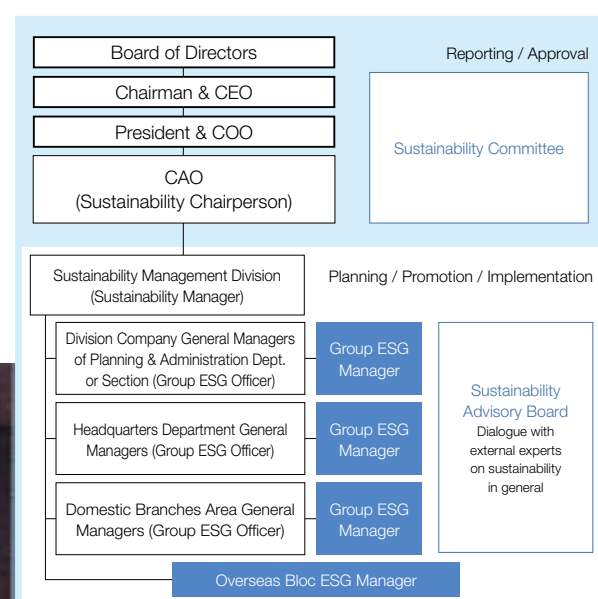 Board of Directors
Reporting / Approval
Chairman & CEO
President & COO
Sustainability Committee
CAO
(Sustainability Chairperson)
Sustainability Management Division
(Sustainability Manager)
Planning / Promotion / Implementation
Division Company General Managers
of Planning & Administration Dept.
or Section (Group ESG Officer)
Group ESG
Manager
Headquarters Department General
Managers (Group ESG Officer)
Group ESG
Manager
Domestic Branches Area General
Managers (Group ESG Officer)
Group ESG
Manager
Sustainability
Advisory Board
Dialogue with
external experts
on sustainability
in general
Overseas Bloc ESG Manager